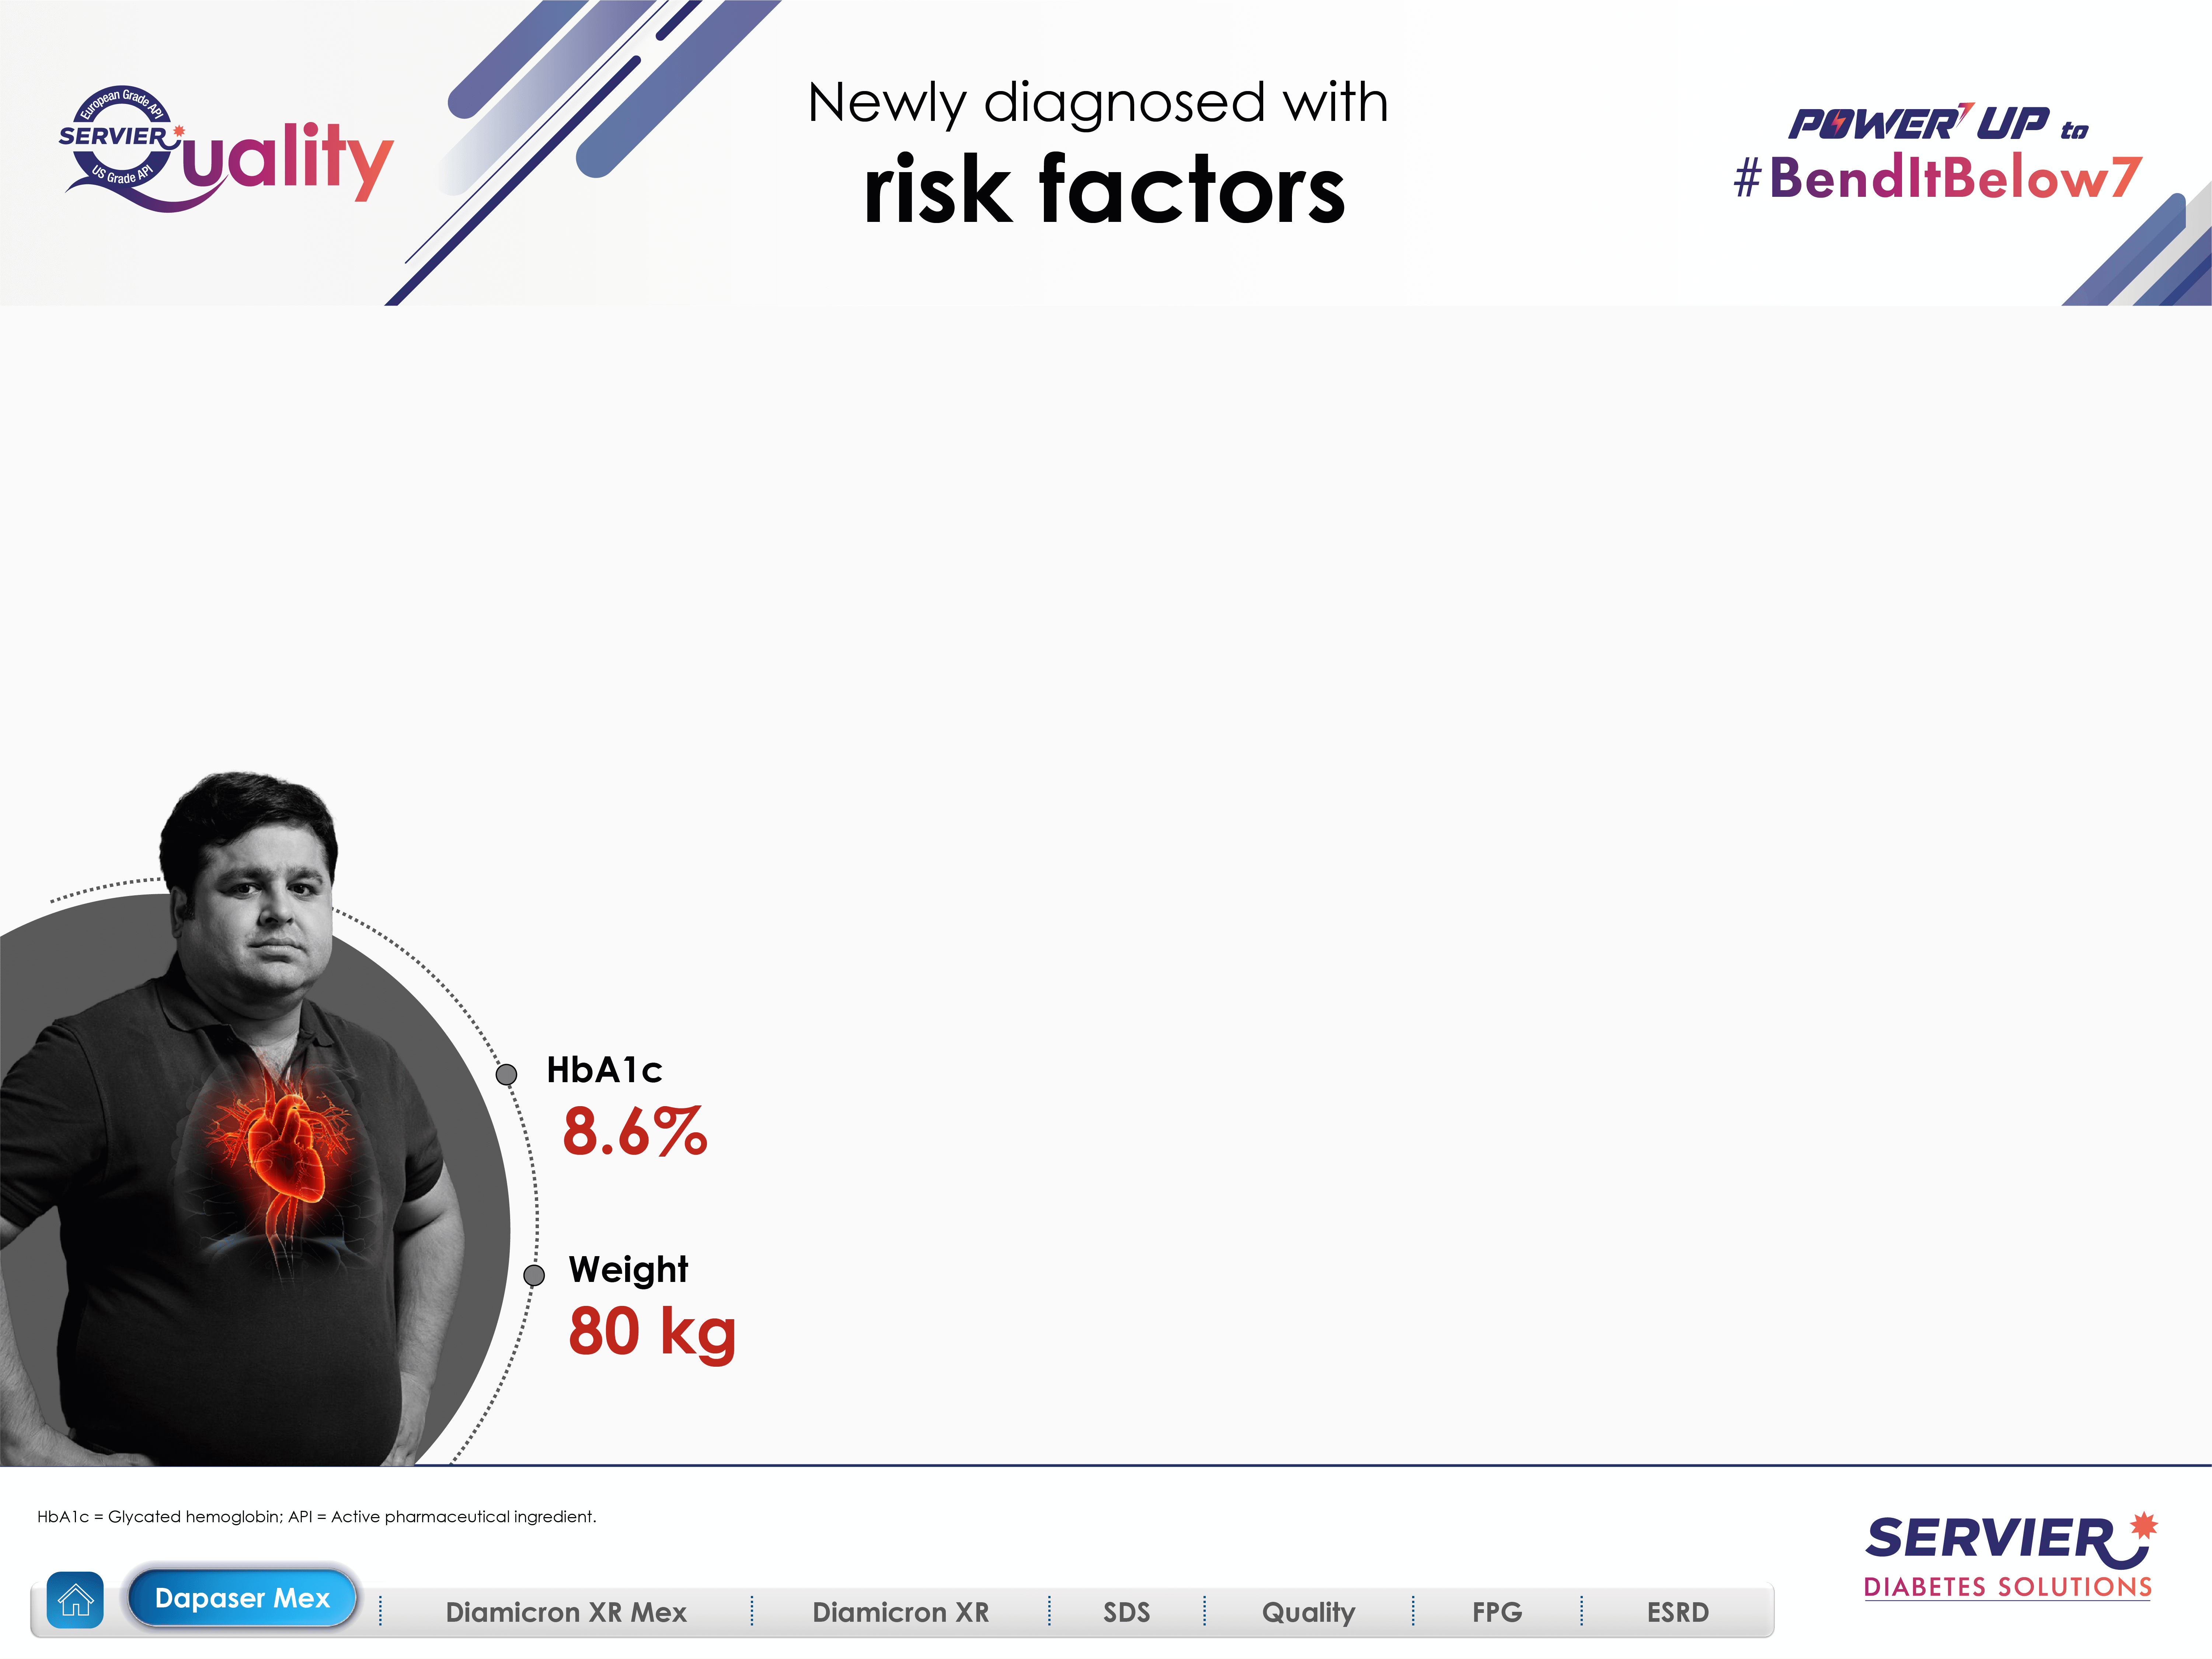 European Grade API
SERVIER
Quality
US Grade API
Newly diagnosed with
risk factors
POWER7 UP to
#BendItBelow7
HbA1c
8.6%
Weight
80 kg
HbA1c = Glycated hemoglobin; API = Active pharmaceutical ingredient.
SERVIER
DIABETES SOLUTIONS
Dapaser Mex
Diamicron XR Mex
Diamicron XR
SDS
Quality
FPG
ESRD